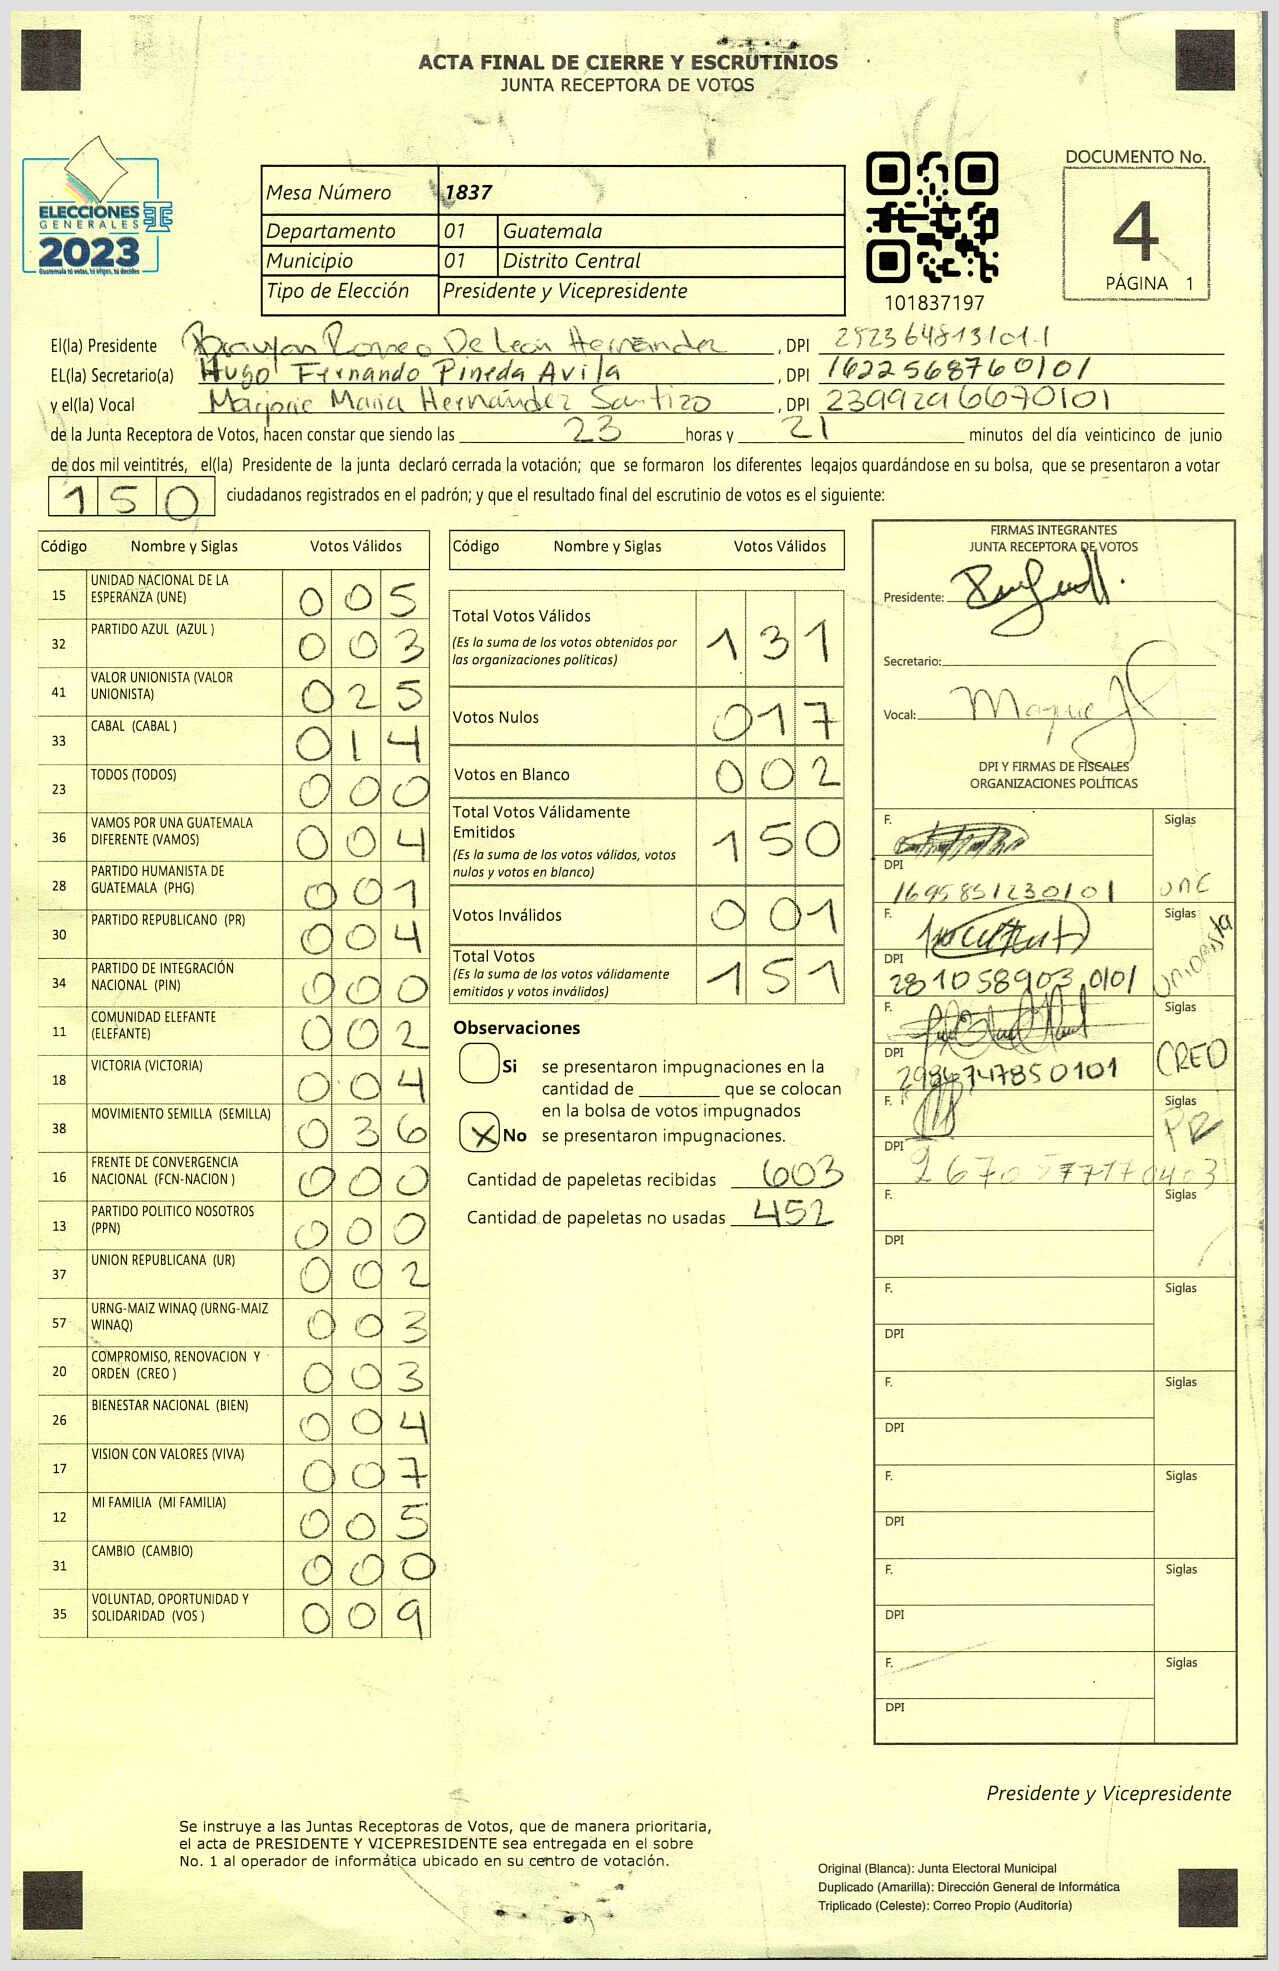 ACTA FINAL DE CIERRE Y ESCRUTINIOS
JUNTA RECEPTORA DE VOTOS
ELECCIONES
GENERALES
2023
Guatemala tú votas, tú eliges, tú decides
Mesa Número 1837
Departamento 01 Guatemala
Municipio 01 Distrito Central
Tipo de Elección Presidente y Vicepresidente
101837197
DOCUMENTO No.
4
PÁGINA 1
El(la) Presidente Brayan Romeo De León Hernández , DPI
EL(la) Secretario(a) Hugo Fernando Pineda Avila , DPI 1622568760101
y el(la) Vocal Marjorie Maria Hernández Santizo , DPI 2399296670101
de la Junta Receptora de Votos, hacen constar que siendo las 23 horas y 21 minutos del día veinticinco de junio
de dos mil veintitrés, el(la) Presidente de la junta declaró cerrada la votación; que se formaron los diferentes legajos guardándose en su bolsa, que se presentaron a votar
150 ciudadanos registrados en el padrón; y que el resultado final del escrutinio de votos es el siguiente:
Código Nombre y Siglas Votos Válidos
15 UNIDAD NACIONAL DE LA ESPERANZA (UNE) 005
32 PARTIDO AZUL (AZUL ) 003
41 VALOR UNIONISTA (VALOR UNIONISTA) 025
33 CABAL (CABAL ) 014
23 TODOS (TODOS) 000
36 VAMOS POR UNA GUATEMALA DIFERENTE (VAMOS) 004
28 PARTIDO HUMANISTA DE GUATEMALA (PHG) 001
30 PARTIDO REPUBLICANO (PR) 004
34 PARTIDO DE INTEGRACIÓN NACIONAL (PIN) 000
11 COMUNIDAD ELEFANTE (ELEFANTE) 002
18 VICTORIA (VICTORIA) 004
38 MOVIMIENTO SEMILLA (SEMILLA) 036
16 FRENTE DE CONVERGENCIA NACIONAL (FCN-NACION ) 000
13 PARTIDO POLITICO NOSOTROS (PPN) 000
37 UNION REPUBLICANA (UR) 002
57 URNG-MAIZ WINAQ (URNG-MAIZ WINAQ) 003
20 COMPROMISO, RENOVACION Y ORDEN (CREO ) 003
26 BIENESTAR NACIONAL (BIEN) 004
17 VISION CON VALORES (VIVA) 007
12 MI FAMILIA (MI FAMILIA) 005
31 CAMBIO (CAMBIO) 000
35 VOLUNTAD, OPORTUNIDAD Y SOLIDARIDAD (VOS ) 009
Código Nombre y Siglas Votos Válidos
Total Votos Válidos 131
(Es la suma de los votos obtenidos por
las organizaciones políticas)
Votos Nulos 017
Votos en Blanco 002
Total Votos Válidamente
Emitidos 150
(Es la suma de los votos válidos, votos
nulos y votos en blanco)
Votos Inválidos 001
Total Votos 151
(Es la suma de los votos válidamente
emitidos y votos inválidos)
Observaciones
Si se presentaron impugnaciones en la
cantidad de ________ que se colocan
en la bolsa de votos impugnados
X No se presentaron impugnaciones.
Cantidad de papeletas recibidas 603
Cantidad de papeletas no usadas 452
FIRMAS INTEGRANTES
JUNTA RECEPTORA DE VOTOS
Presidente:
Secretario:
Vocal:
DPI Y FIRMAS DE FISCALES
ORGANIZACIONES POLÍTICAS
F. Siglas
DPI
1695851230101
F. Siglas
DPI Unionista
2810589030101
F. Siglas
DPI CREO
2984747850101
F. Siglas
DPI PR
F. Siglas
DPI
F. Siglas
DPI
F. Siglas
DPI
F. Siglas
DPI
F. Siglas
DPI
F. Siglas
DPI
Presidente y Vicepresidente
Se instruye a las Juntas Receptoras de Votos, que de manera prioritaria,
el acta de PRESIDENTE Y VICEPRESIDENTE sea entregada en el sobre
No. 1 al operador de informática ubicado en su centro de votación.
Original (Blanca): Junta Electoral Municipal
Duplicado (Amarilla): Dirección General de Informática
Triplicado (Celeste): Correo Propio (Auditoría)